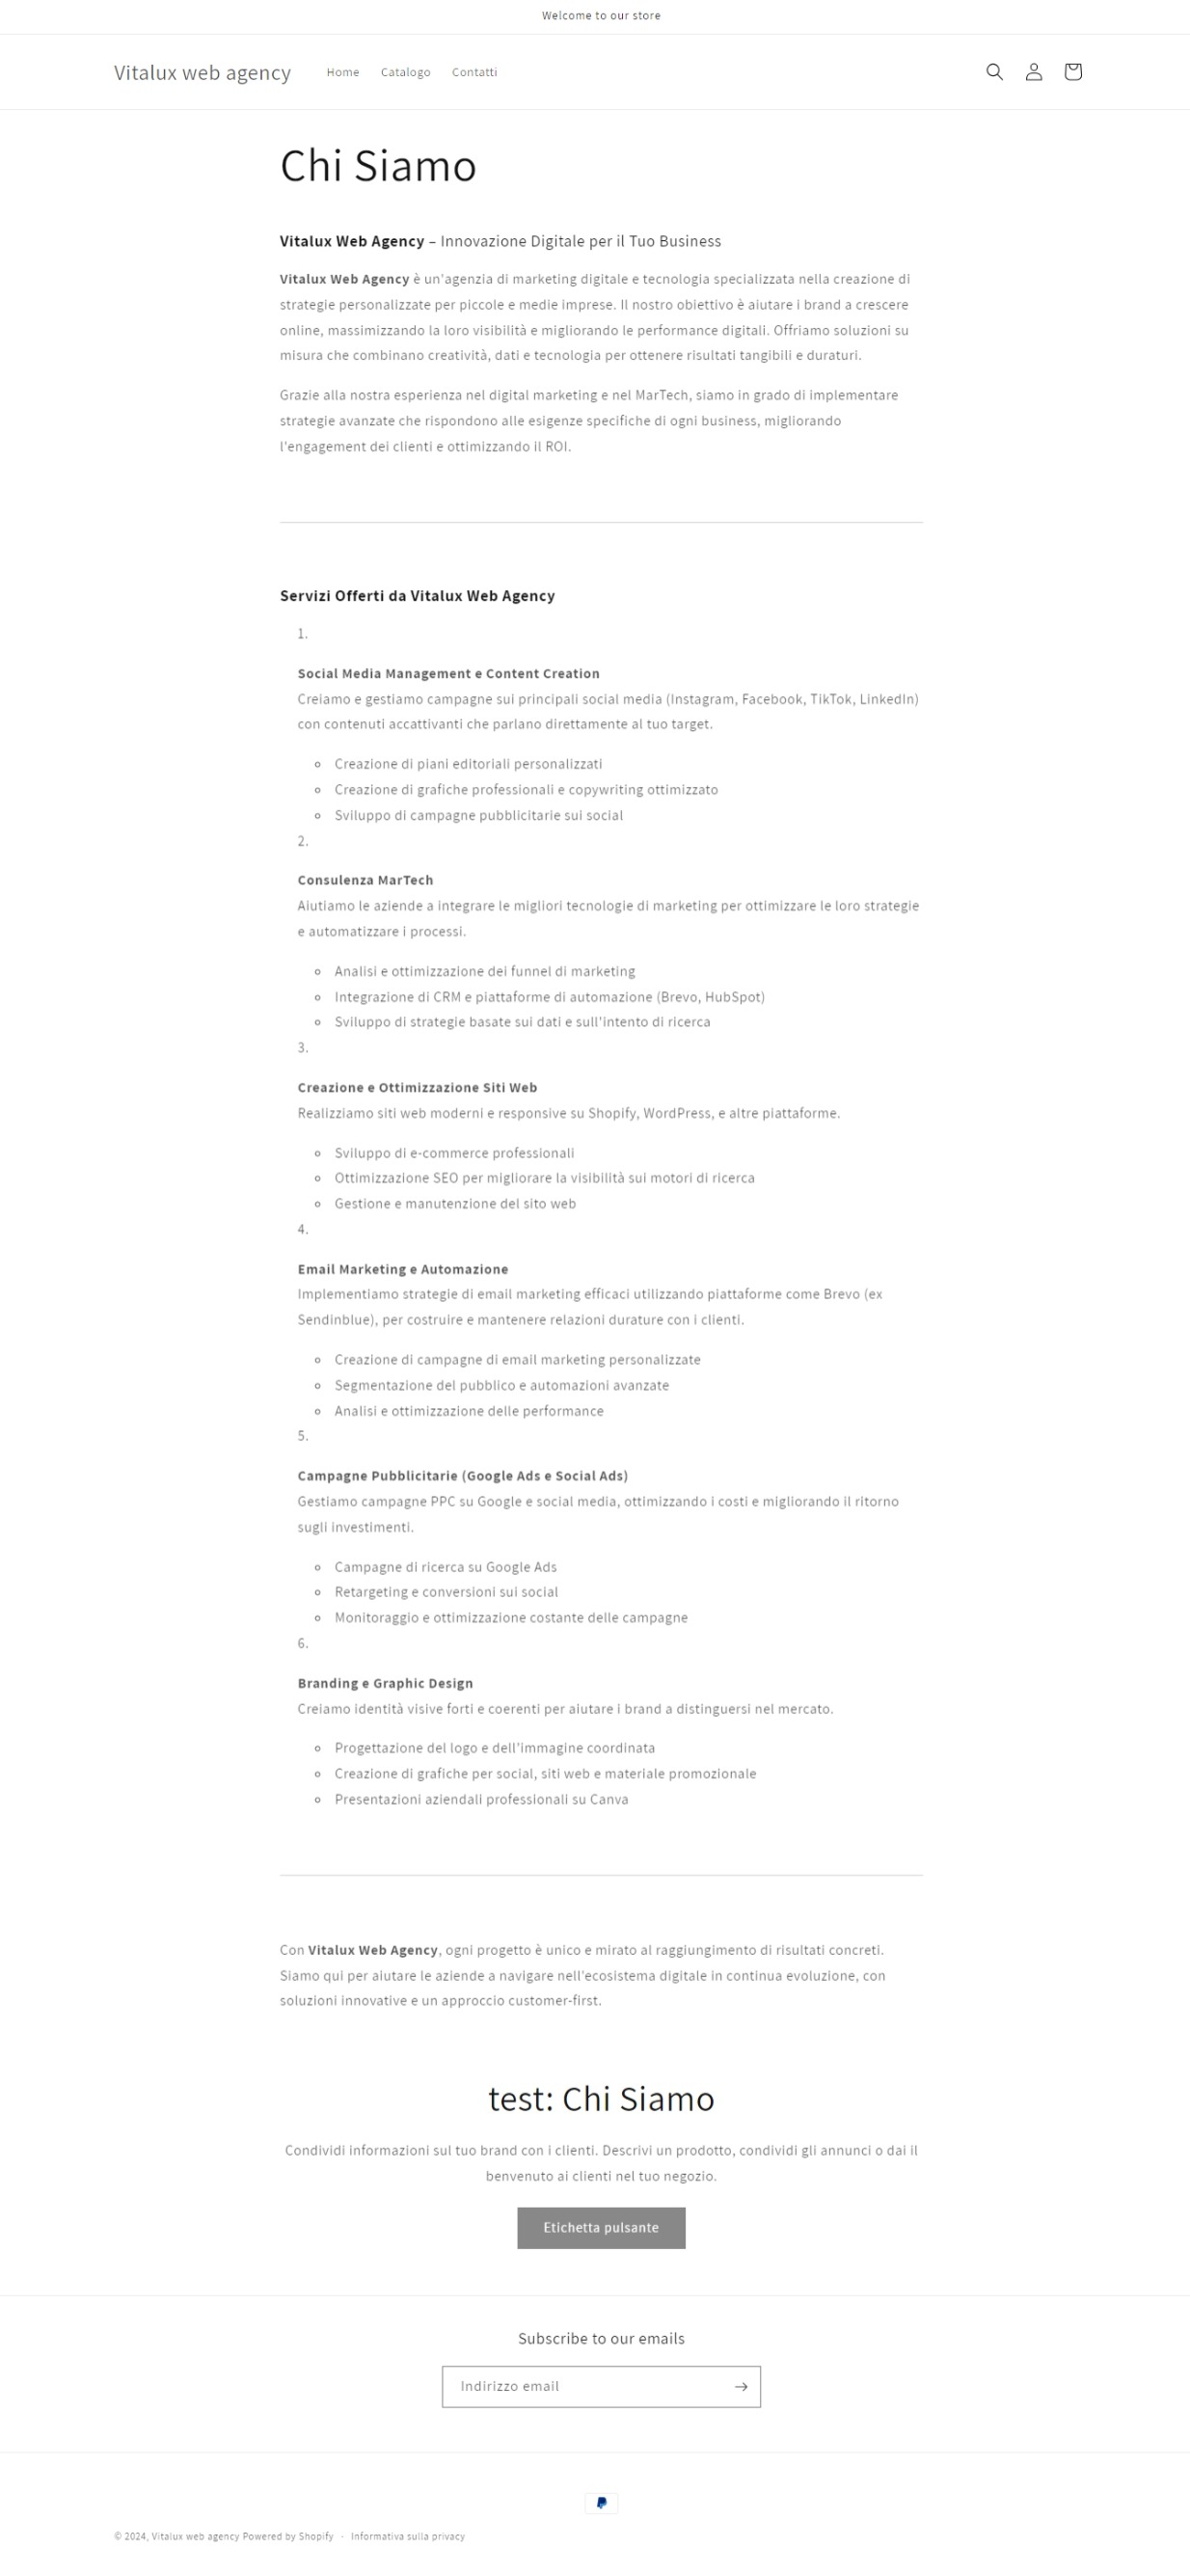 Welcome to our store
Vitalux web agency
Home Catalogo Contatti
Chi Siamo
Vitalux Web Agency – Innovazione Digitale per il Tuo Business
Vitalux Web Agency è un'agenzia di marketing digitale e tecnologia specializzata nella creazione di
strategie personalizzate per piccole e medie imprese. Il nostro obiettivo è aiutare i brand a crescere
online, massimizzando la loro visibilità e migliorando le performance digitali. Offriamo soluzioni su
misura che combinano creatività, dati e tecnologia per ottenere risultati tangibili e duraturi.
Grazie alla nostra esperienza nel digital marketing e nel MarTech, siamo in grado di implementare
strategie avanzate che rispondono alle esigenze specifiche di ogni business, migliorando
l'engagement dei clienti e ottimizzando il ROI.
Servizi Offerti da Vitalux Web Agency
1.
Social Media Management e Content Creation
Creiamo e gestiamo campagne sui principali social media (Instagram, Facebook, TikTok, LinkedIn)
con contenuti accattivanti che parlano direttamente al tuo target.
Creazione di piani editoriali personalizzati
Creazione di grafiche professionali e copywriting ottimizzato
Sviluppo di campagne pubblicitarie sui social
2.
Consulenza MarTech
Aiutiamo le aziende a integrare le migliori tecnologie di marketing per ottimizzare le loro strategie
e automatizzare i processi.
Analisi e ottimizzazione dei funnel di marketing
Integrazione di CRM e piattaforme di automazione (Brevo, HubSpot)
Sviluppo di strategie basate sui dati e sull'intento di ricerca
3.
Creazione e Ottimizzazione Siti Web
Realizziamo siti web moderni e responsive su Shopify, WordPress, e altre piattaforme.
Sviluppo di e-commerce professionali
Ottimizzazione SEO per migliorare la visibilità sui motori di ricerca
Gestione e manutenzione del sito web
4.
Email Marketing e Automazione
Implementiamo strategie di email marketing efficaci utilizzando piattaforme come Brevo (ex
Sendinblue), per costruire e mantenere relazioni durature con i clienti.
Creazione di campagne di email marketing personalizzate
Segmentazione del pubblico e automazioni avanzate
Analisi e ottimizzazione delle performance
5.
Campagne Pubblicitarie (Google Ads e Social Ads)
Gestiamo campagne PPC su Google e social media, ottimizzando i costi e migliorando il ritorno
sugli investimenti.
Campagne di ricerca su Google Ads
Retargeting e conversioni sui social
Monitoraggio e ottimizzazione costante delle campagne
6.
Branding e Graphic Design
Creiamo identità visive forti e coerenti per aiutare i brand a distinguersi nel mercato.
Progettazione del logo e dell'immagine coordinata
Creazione di grafiche per social, siti web e materiale promozionale
Presentazioni aziendali professionali su Canva
Con Vitalux Web Agency, ogni progetto è unico e mirato al raggiungimento di risultati concreti.
Siamo qui per aiutare le aziende a navigare nell'ecosistema digitale in continua evoluzione, con
soluzioni innovative e un approccio customer-first.
test: Chi Siamo
Condividi informazioni sul tuo brand con i clienti. Descrivi un prodotto, condividi gli annunci o dai il
benvenuto ai clienti nel tuo negozio.
Etichetta pulsante
Subscribe to our emails
Indirizzo email
© 2024, Vitalux web agency Powered by Shopify · Informativa sulla privacy